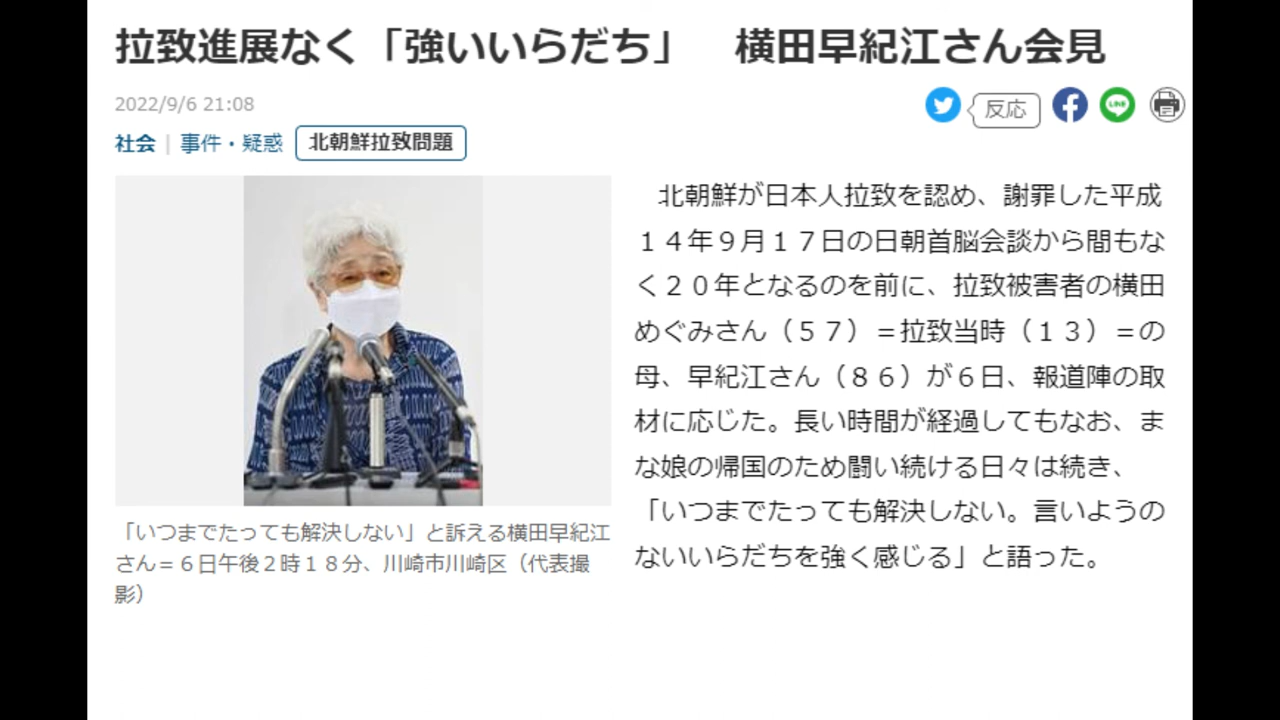 拉致進展なく「強いいらだち」　横田早紀江さん会見
2022/9/6 21:08
反応
LINE
社会｜事件・疑惑 北朝鮮拉致問題
　北朝鮮が日本人拉致を認め、謝罪した平成
１４年９月１７日の日朝首脳会談から間もな
く２０年となるのを前に、拉致被害者の横田
めぐみさん（５７）＝拉致当時（１３）＝の
母、早紀江さん（８６）が６日、報道陣の取
材に応じた。長い時間が経過してもなお、ま
な娘の帰国のため闘い続ける日々は続き、
「いつまでたっても解決しない。言いようの
ないいらだちを強く感じる」と語った。
「いつまでたっても解決しない」と訴える横田早紀江
さん＝６日午後２時１８分、川崎市川崎区（代表撮
影）